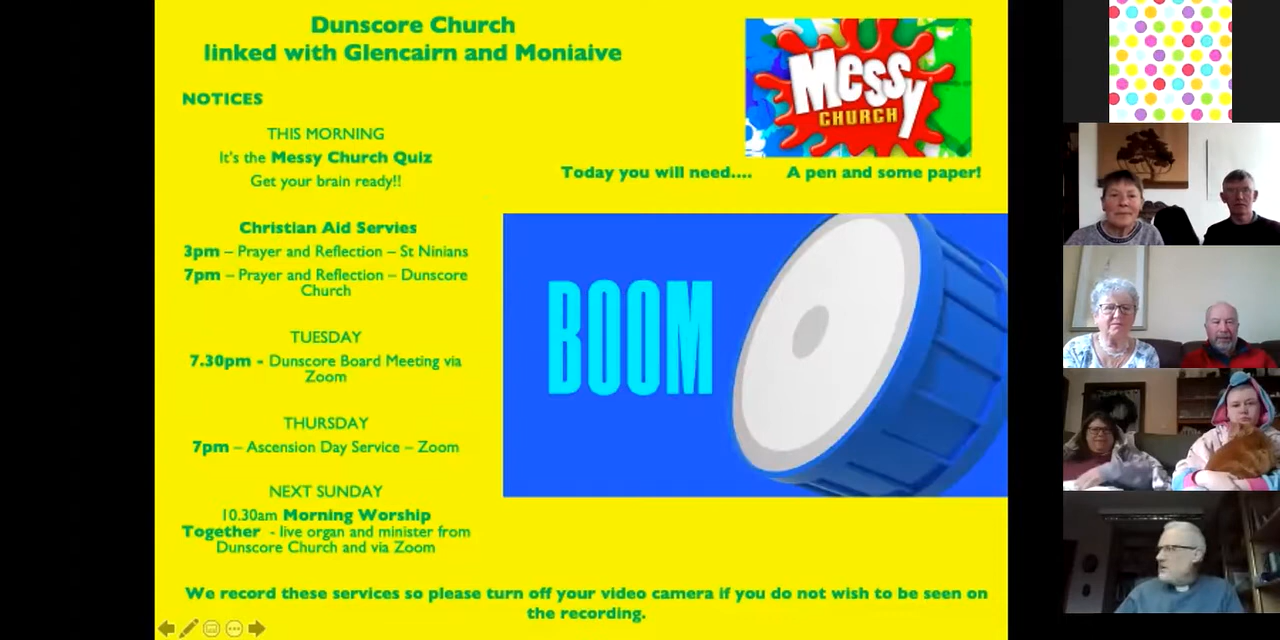 Dunscore Church
linked with Glencairn and Moniaive
NOTICES
THIS MORNING
It's the Messy Church Quiz
Get your brain ready!!
Christian Aid Servies
3pm – Prayer and Reflection – St Ninians
7pm – Prayer and Reflection – Dunscore
Church
TUESDAY
7.30pm - Dunscore Board Meeting via
Zoom
THURSDAY
7pm – Ascension Day Service – Zoom
NEXT SUNDAY
10.30am Morning Worship
Together - live organ and minister from
Dunscore Church and via Zoom
Messy
CHURCH
Today you will need.... A pen and some paper!
BOOM
We record these services so please turn off your video camera if you do not wish to be seen on
the recording.